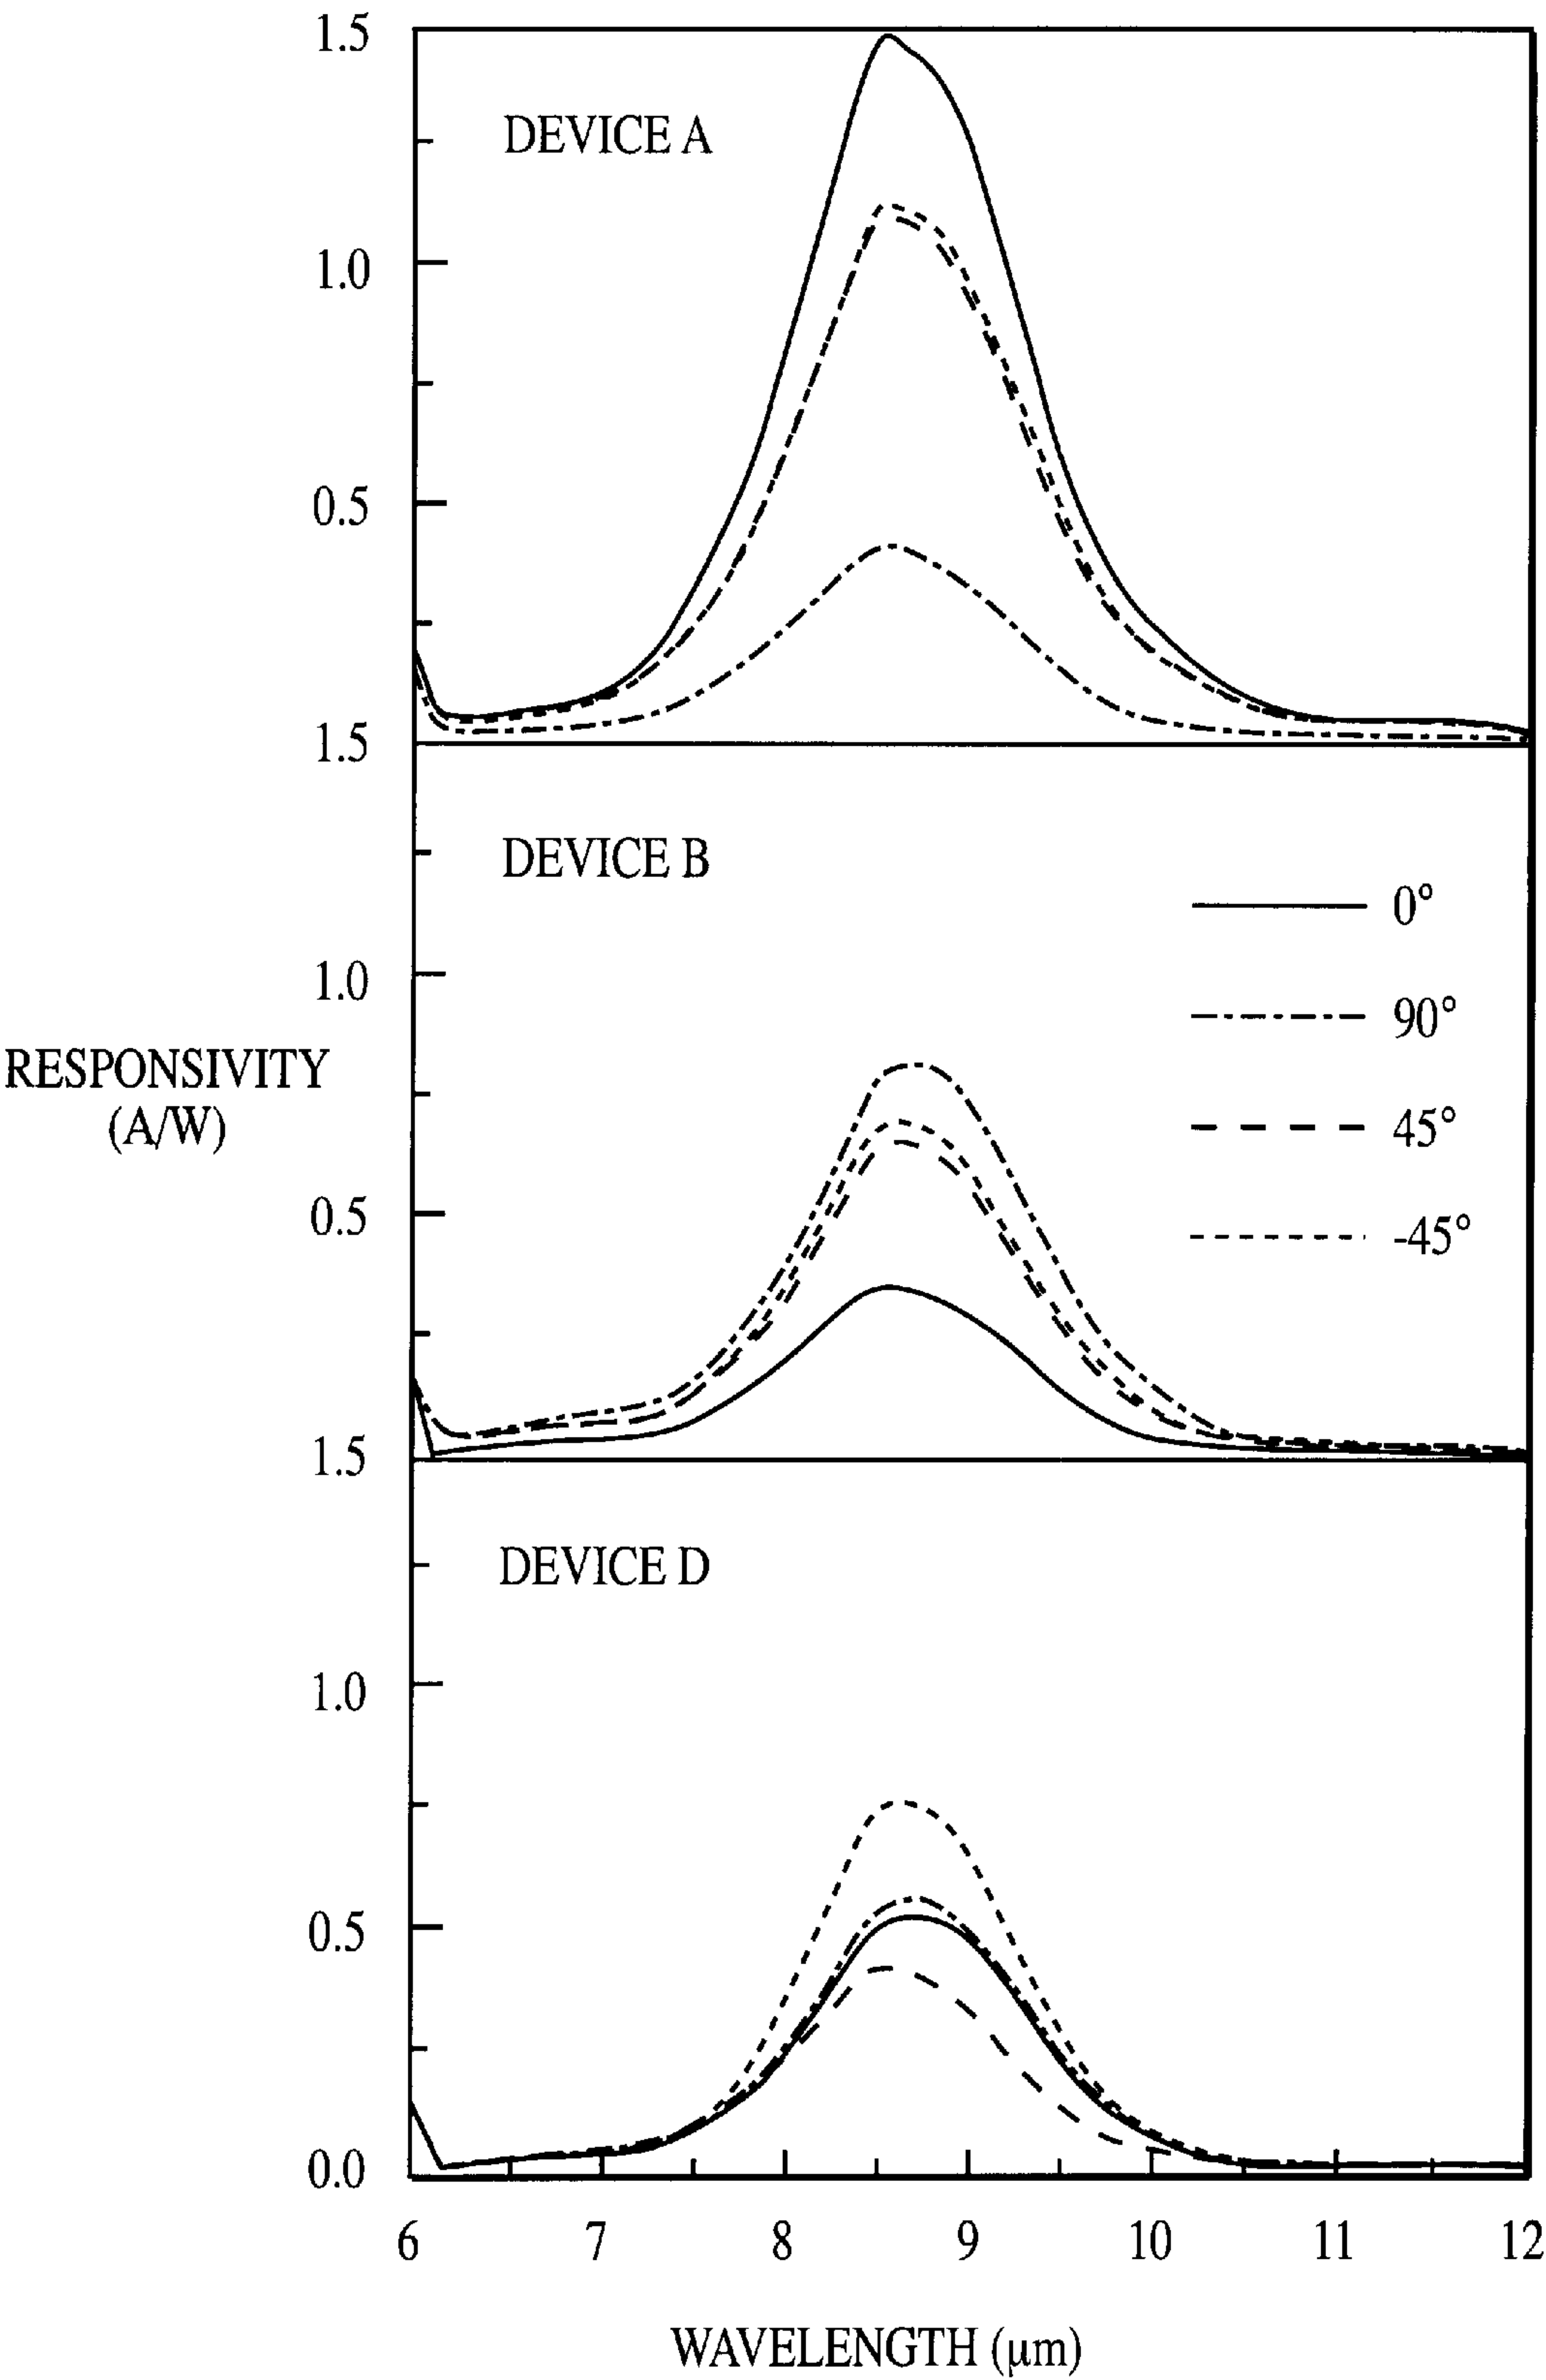 1.5
DEVICE A
1.0
0.5
1.5
DEVICE B
0°
1.0
90°
RESPONSIVITY
(A/W)
45°
0.5
-45°
1.5
DEVICE D
1.0
0.5
0.0
6 7 8 9 10 11 12
WAVELENGTH (μm)